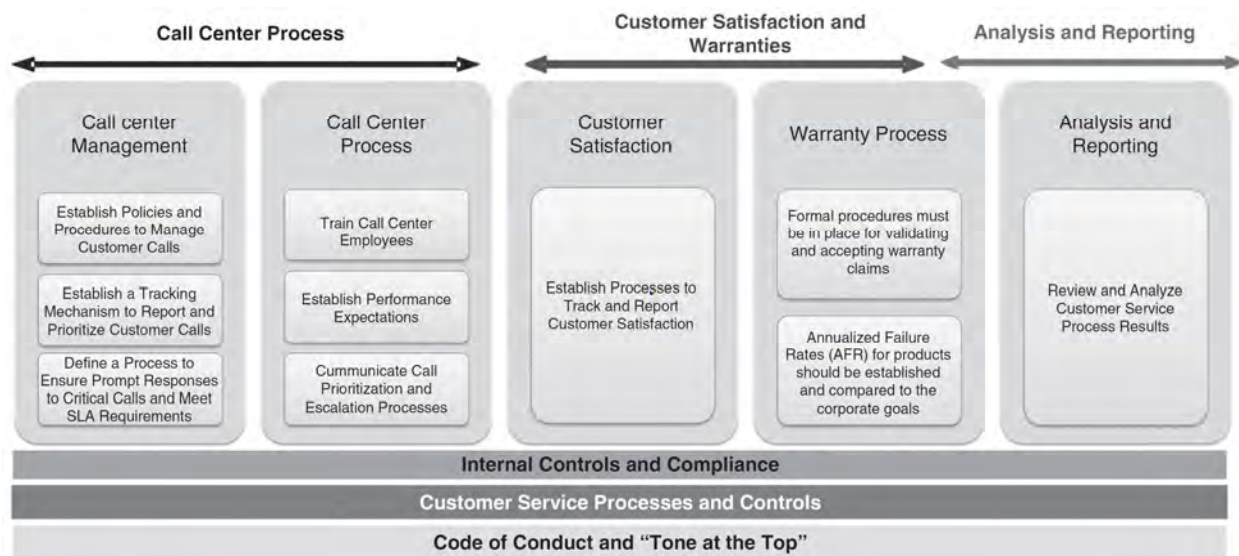 Call Center Process
Customer Satisfaction and
Warranties
Analysis and Reporting
Call center
Management
Establish Policies and
Procedures to Manage
Customer Calls
Establish a Tracking
Mechanism to Report and
Prioritize Customer Calls
Define a Process to
Ensure Prompt Responses
to Critical Calls and Meet
SLA Requirements
Call Center
Process
Train Call Center
Employees
Establish Performance
Expectations
Cummunicate Call
Prioritization and
Escalation Processes
Customer
Satisfaction
Establish Processes to
Track and Report
Customer Satisfaction
Warranty Process
Formal procedures must
be in place for validating
and accepting warranty
claims
Annualized Failure
Rates (AFR) for products
should be established
and compared to the
corporate goals
Analysis and
Reporting
Review and Analyze
Customer Service
Process Results
Internal Controls and Compliance
Customer Service Processes and Controls
Code of Conduct and “Tone at the Top”